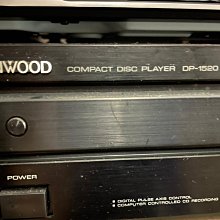 NWOOD COMPACT DISC PLAYER DP-1520
POWER
DIGITAL PULSE AXIS CONTROL
COMPUTER CONTROLLED CD RECORDING